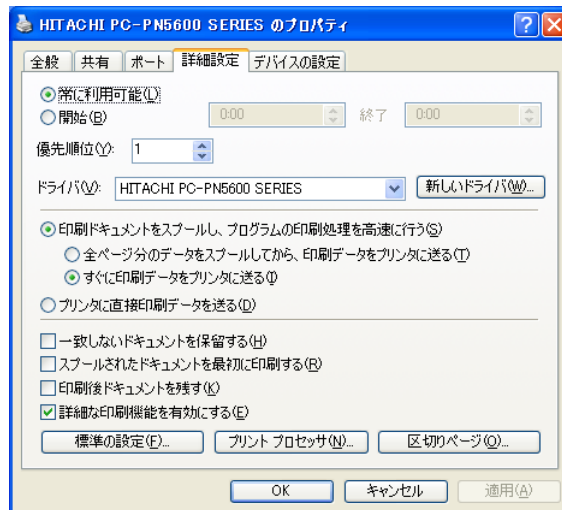 HITACHI PC-PN5600 SERIES のプロパティ
全般 共有 ポート 詳細設定 デバイスの設定
常に利用可能(L)
開始(B) 0:00 終了 0:00
優先順位(Y): 1
ドライバ(V): HITACHI PC-PN5600 SERIES 新しいドライバ(W)...
印刷ドキュメントをスプールし、プログラムの印刷処理を高速に行う(S)
全ページ分のデータをスプールしてから、印刷データをプリンタに送る(T)
すぐに印刷データをプリンタに送る(I)
プリンタに直接印刷データを送る(D)
一致しないドキュメントを保留する(H)
スプールされたドキュメントを最初に印刷する(R)
印刷後ドキュメントを残す(K)
詳細な印刷機能を有効にする(E)
標準の設定(F)... プリント プロセッサ(N)... 区切りページ(O)...
OK キャンセル 適用(A)